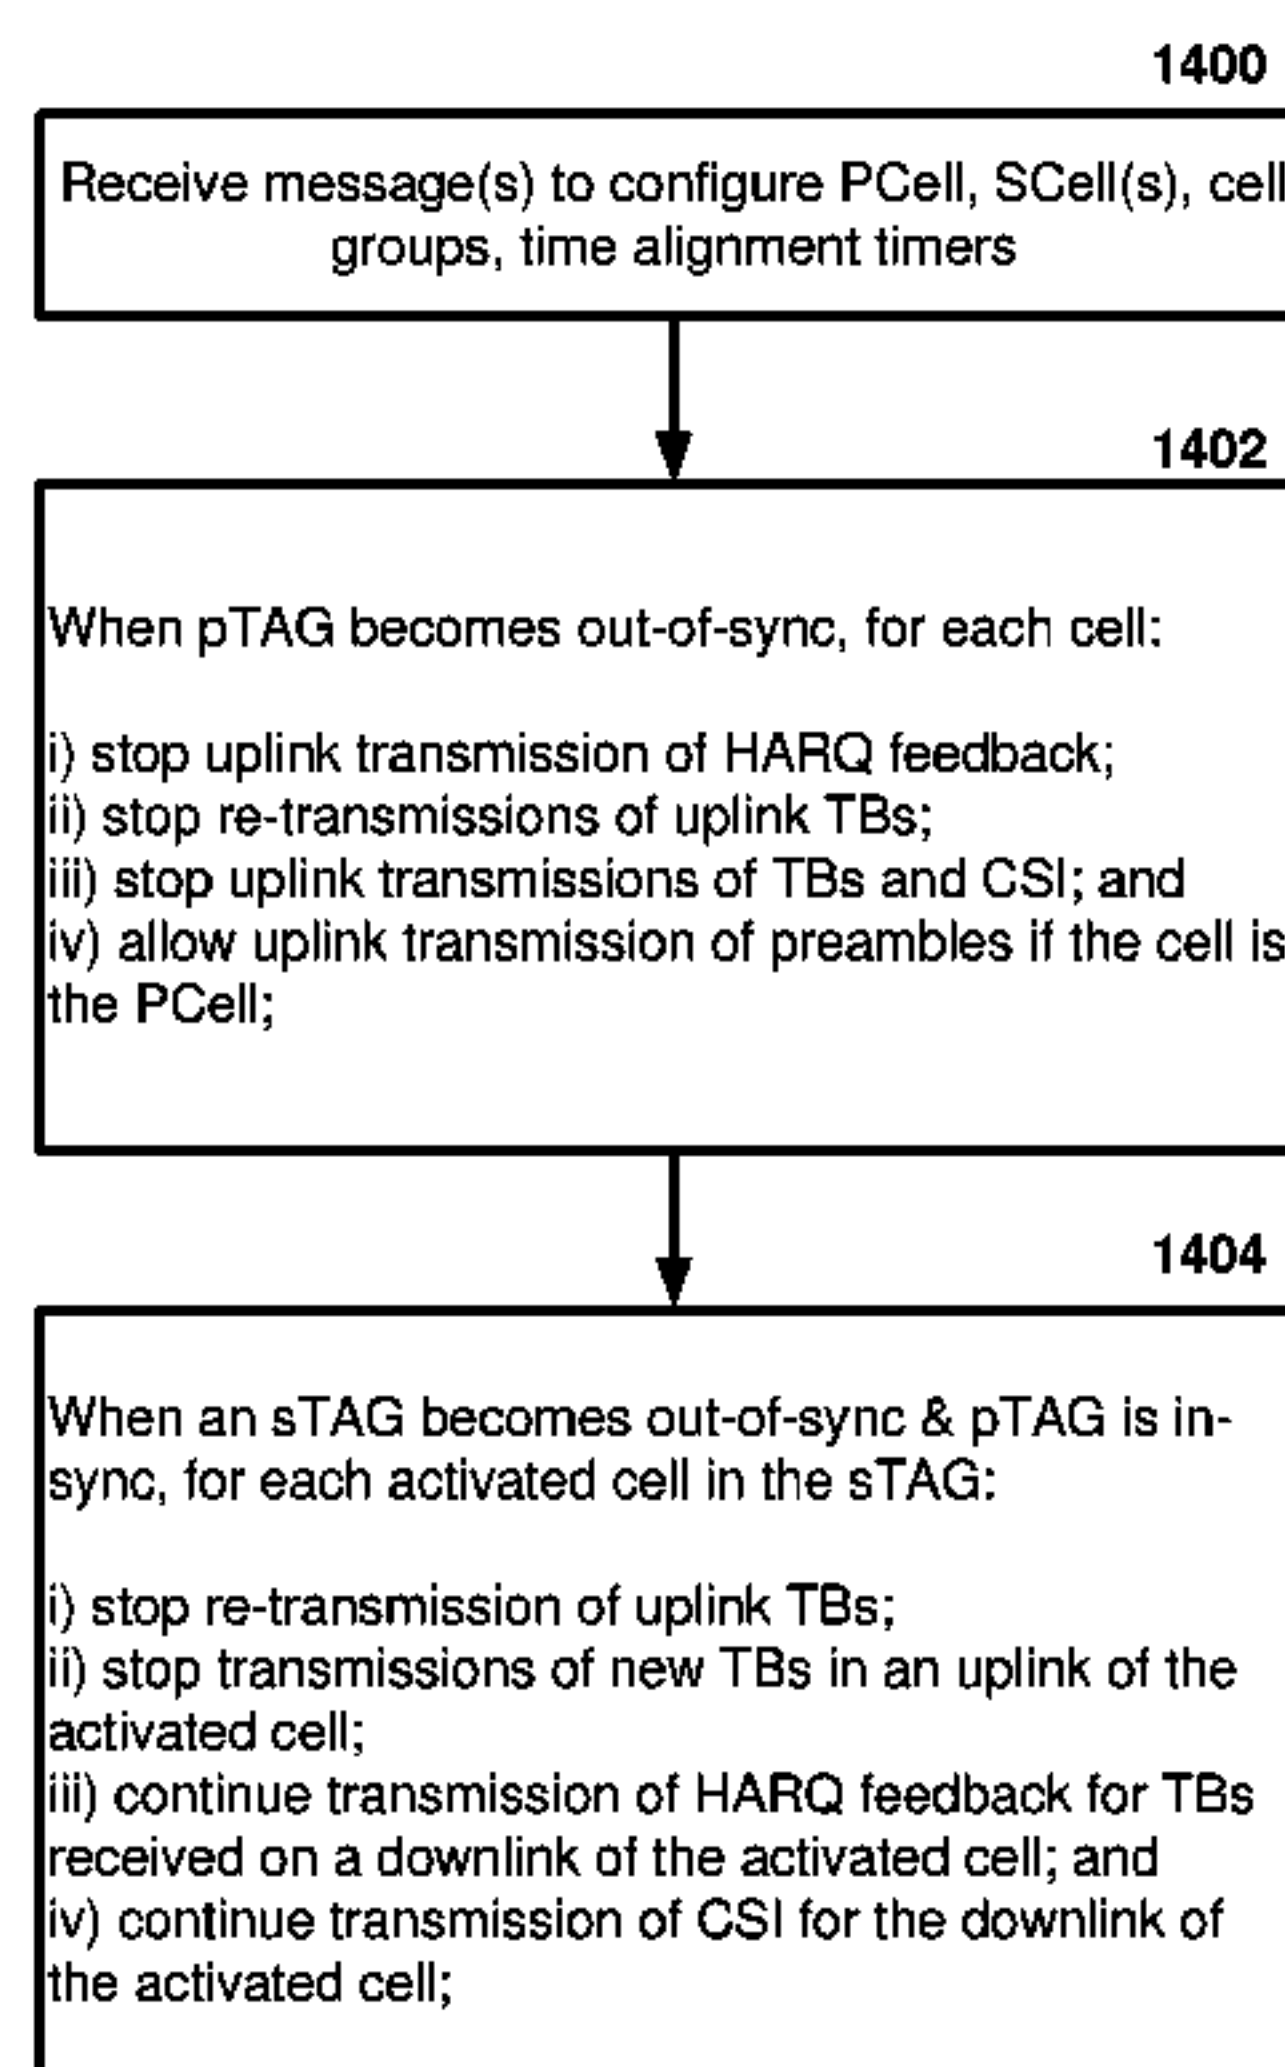 1400
Receive message(s) to configure PCell, SCell(s), cell
groups, time alignment timers
1402
When pTAG becomes out-of-sync, for each cell:
i) stop uplink transmission of HARQ feedback;
ii) stop re-transmissions of uplink TBs;
iii) stop uplink transmissions of TBs and CSI; and
iv) allow uplink transmission of preambles if the cell is
the PCell;
1404
When an sTAG becomes out-of-sync & pTAG is in-
sync, for each activated cell in the sTAG:
i) stop re-transmission of uplink TBs;
ii) stop transmissions of new TBs in an uplink of the
activated cell;
iii) continue transmission of HARQ feedback for TBs
received on a downlink of the activated cell; and
iv) continue transmission of CSI for the downlink of
the activated cell;